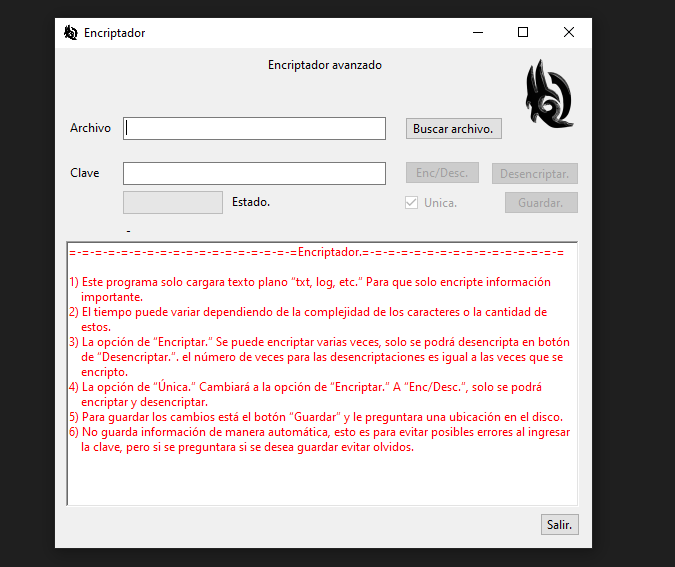 Encriptador
Encriptador avanzado
Archivo
Buscar archivo.
Clave
Enc/Desc.
Desencriptar.
Estado.
Unica.
Guardar.
-
=-=-=-=-=-=-=-=-=-=-=-=-=-=-=-=-=-=Encriptador.=-=-=-=-=-=-=-=-=-=-=-=-=-=-=-=
1) Este programa solo cargara texto plano "txt, log, etc." Para que solo encripte información
importante.
2) El tiempo puede variar dependiendo de la complejidad de los caracteres o la cantidad de
estos.
3) La opción de "Encriptar." Se puede encriptar varias veces, solo se podrá desencripta en botón
de "Desencriptar.". el número de veces para las desencriptaciones es igual a las veces que se
encripto.
4) La opción de "Única." Cambiará a la opción de "Encriptar." A "Enc/Desc.", solo se podrá
encriptar y desencriptar.
5) Para guardar los cambios está el botón "Guardar" y le preguntara una ubicación en el disco.
6) No guarda información de manera automática, esto es para evitar posibles errores al ingresar
la clave, pero si se preguntara si se desea guardar evitar olvidos.
Salir.